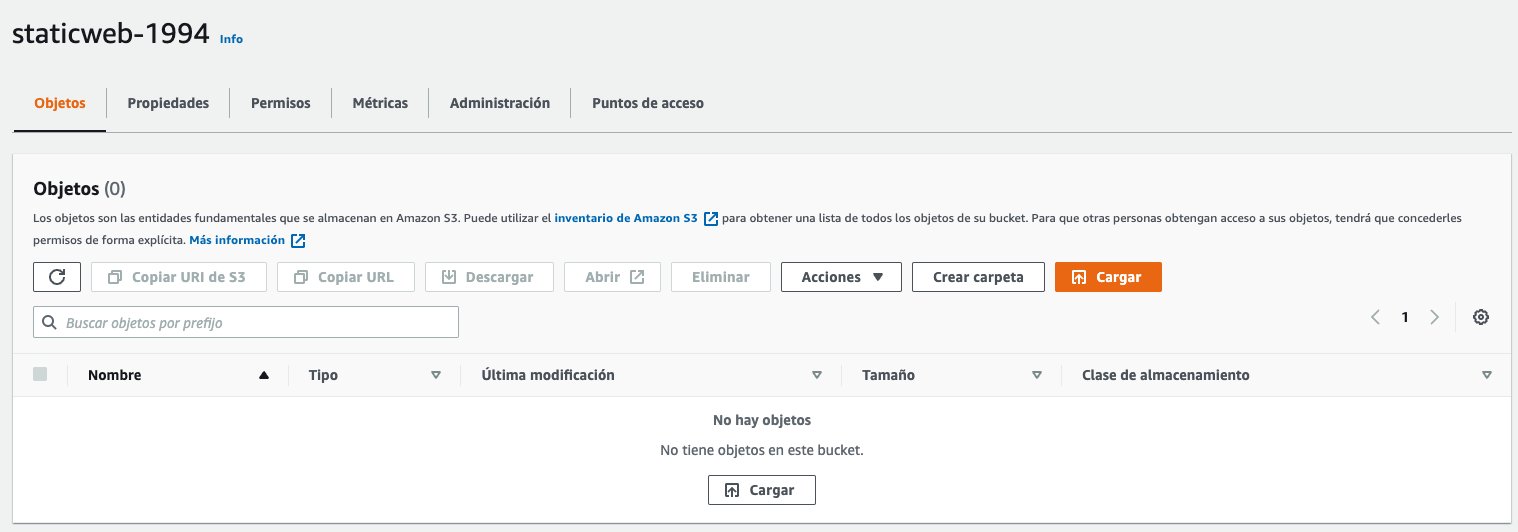 staticweb-1994 Info
Objetos Propiedades Permisos Métricas Administración Puntos de acceso
Objetos (0)
Los objetos son las entidades fundamentales que se almacenan en Amazon S3. Puede utilizar el inventario de Amazon S3 para obtener una lista de todos los objetos de su bucket. Para que otras personas obtengan acceso a sus objetos, tendrá que concederles
permisos de forma explícita. Más información
Copiar URI de S3 Copiar URL Descargar Abrir Eliminar Acciones Crear carpeta Cargar
Buscar objetos por prefijo 1
Nombre Tipo Última modificación Tamaño Clase de almacenamiento
No hay objetos
No tiene objetos en este bucket.
Cargar